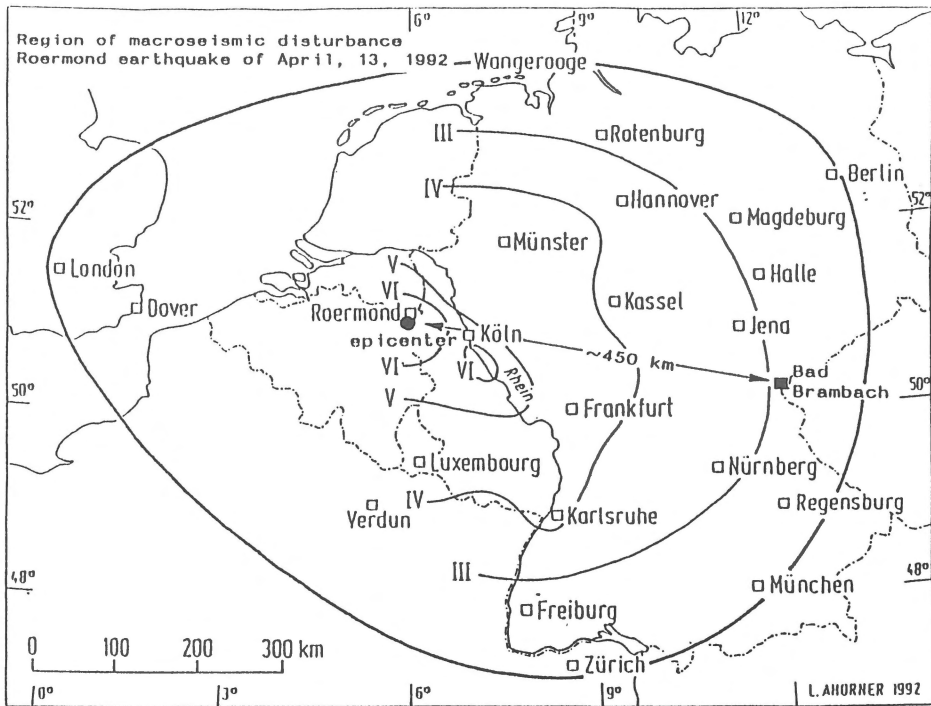 6° 9° 12°
Region of macroseismic disturbance
Roermond earthquake of April, 13, 1992
Wangerooge
III
Rotenburg
Berlin
IV
Hannover
52° 52°
Magdeburg
Münster
V
London
Halle
VI
Dover
Kassel
Roermond
Köln
Jena
epicenter
~450 km
VI
VI
Rhein
Bad
Brambach
50° 50°
V
Frankfurt
Luxembourg
Nürnberg
IV
Verdun
Karlsruhe
Regensburg
III
48° 48°
München
Freiburg
0 100 200 300 km
Zürich
0° 3° 6° 9°
L. AHORNER 1992